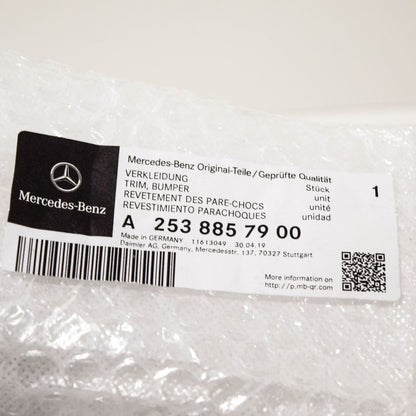 Mercedes-Benz
Mercedes-Benz Original-Teile/Geprüfte Qualität
VERKLEIDUNG Stück
TRIM, BUMPER unit 1
REVETEMENT DES PARE-CHOCS unité
REVESTIMIENTO PARACHOQUES unidad
A 253 885 79 00
Made in GERMANY 11613049 30.04.19
Daimler AG, Germany, Mercedesstr. 137, 70327 Stuttgart
More information on
http://p.mb-qr.com